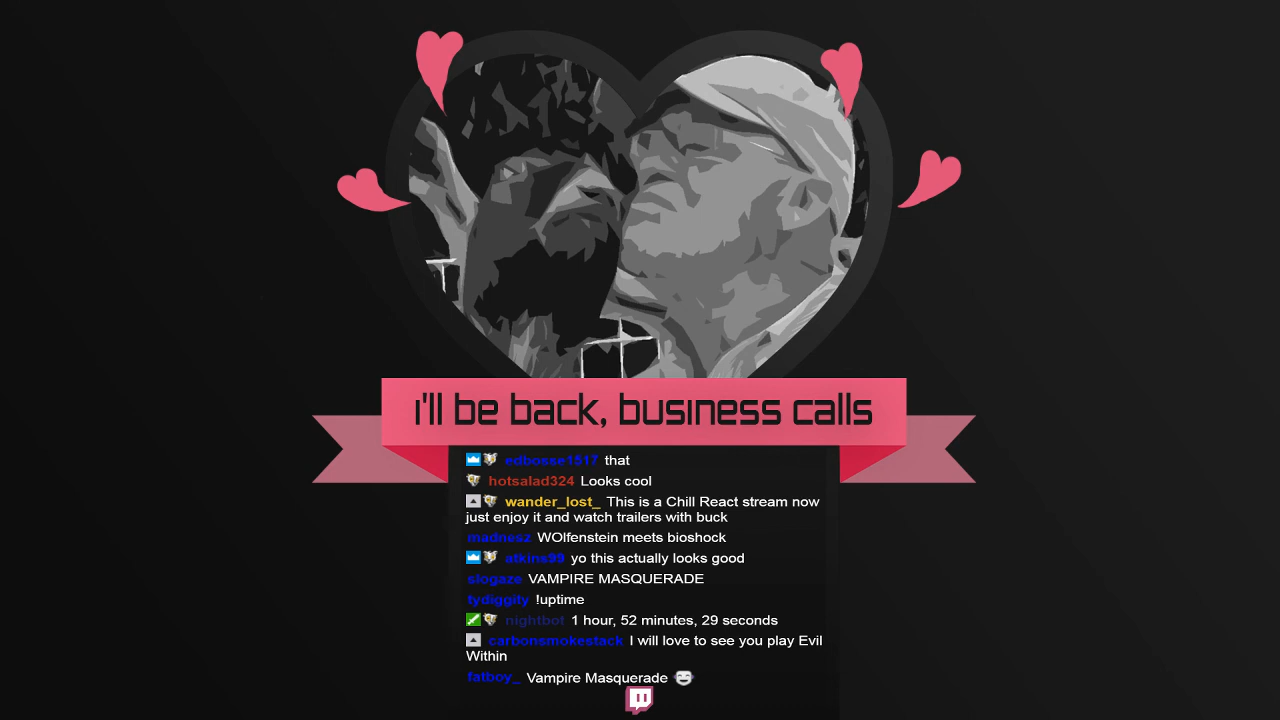 i'll be back, business calls
edbosse1517 that
hotsalad324 Looks cool
wander_lost_ This is a Chill React stream now
just enjoy it and watch trailers with buck
madnesz WOlfenstein meets bioshock
atkins99 yo this actually looks good
slogaze VAMPIRE MASQUERADE
tydiggity !uptime
nightbot 1 hour, 52 minutes, 29 seconds
carbonsmokestack I will love to see you play Evil
Within
fatboy_ Vampire Masquerade